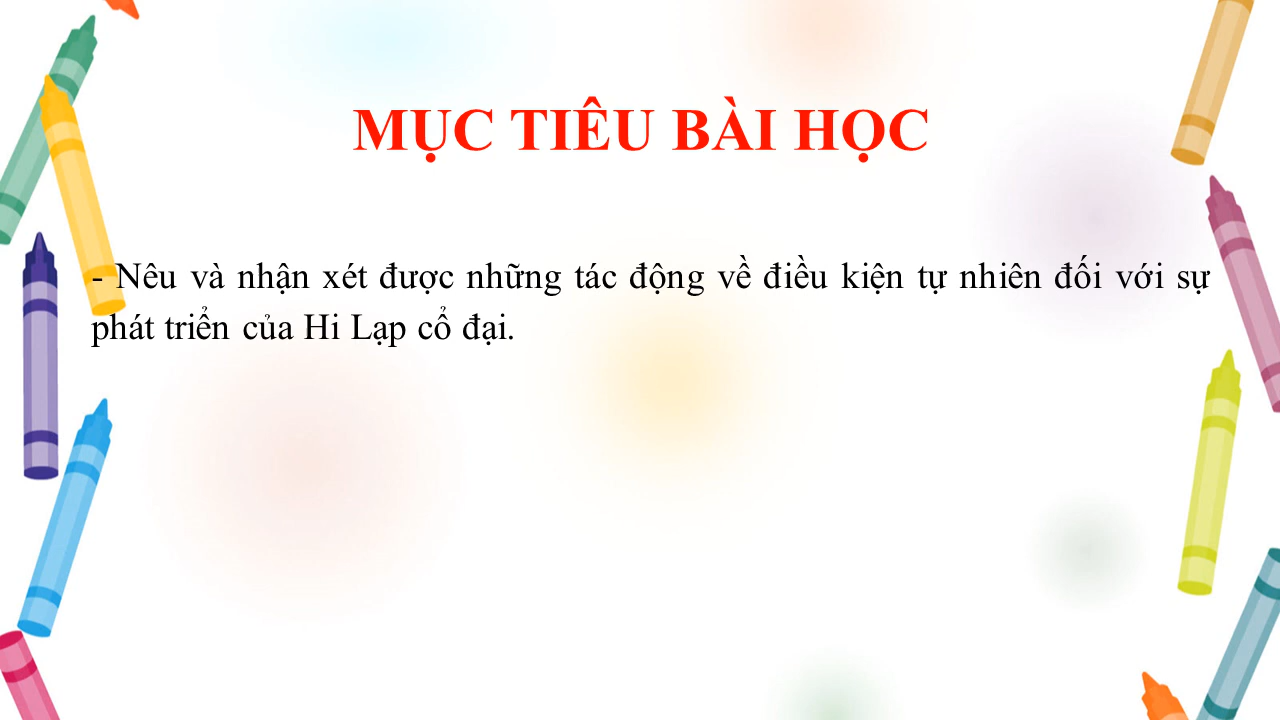 MỤC TIÊU BÀI HỌC
- Nêu và nhận xét được những tác động về điều kiện tự nhiên đối với sự
phát triển của Hi Lạp cổ đại.